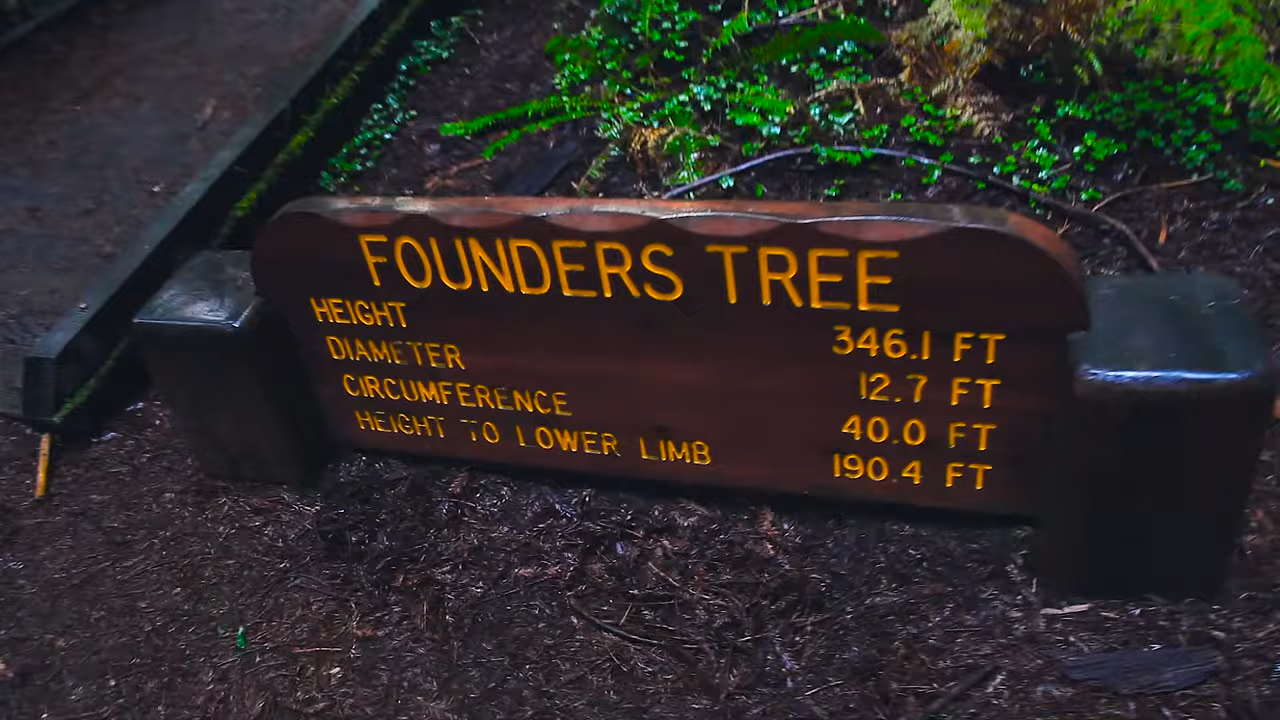 FOUNDERS TREE
HEIGHT 346.1 FT
DIAMETER 12.7 FT
CIRCUMFERENCE 40.0 FT
HEIGHT TO LOWER LIMB 190.4 FT